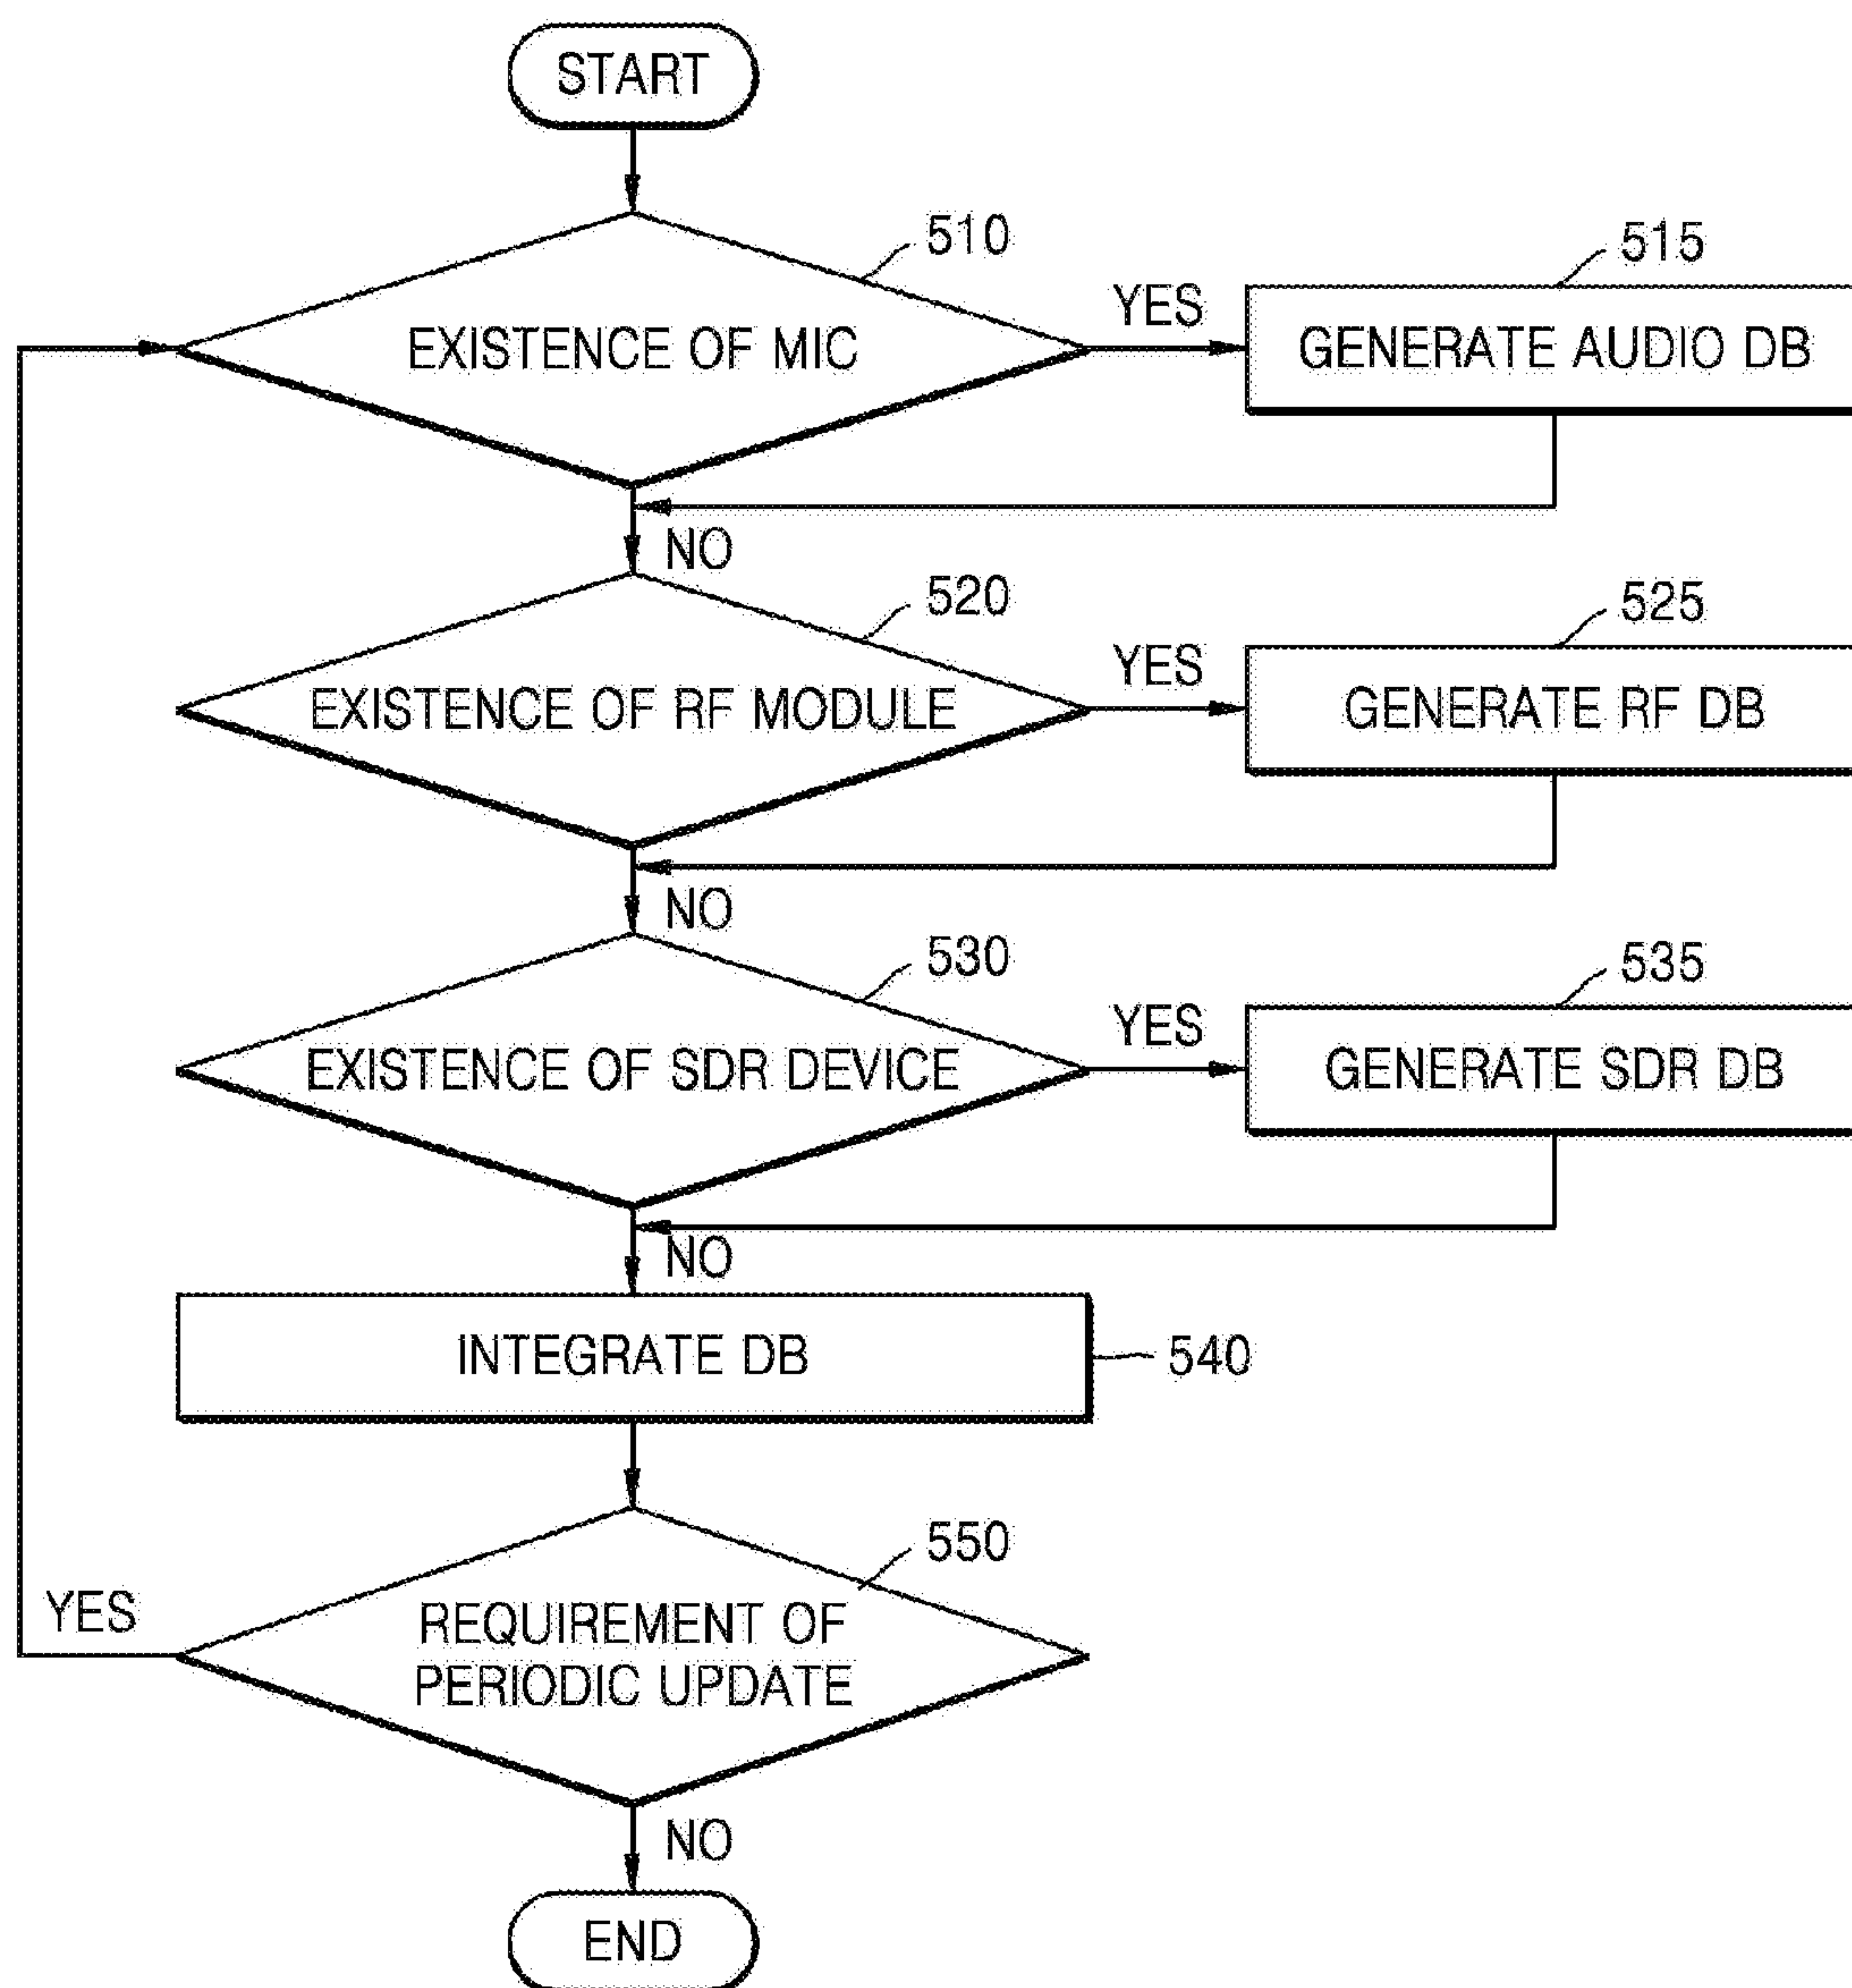 START
510
EXISTENCE OF MIC
YES
515
GENERATE AUDIO DB
NO
520
EXISTENCE OF RF MODULE
YES
525
GENERATE RF DB
NO
530
EXISTENCE OF SDR DEVICE
YES
535
GENERATE SDR DB
NO
INTEGRATE DB
540
550
YES
REQUIREMENT OF
PERIODIC UPDATE
NO
END